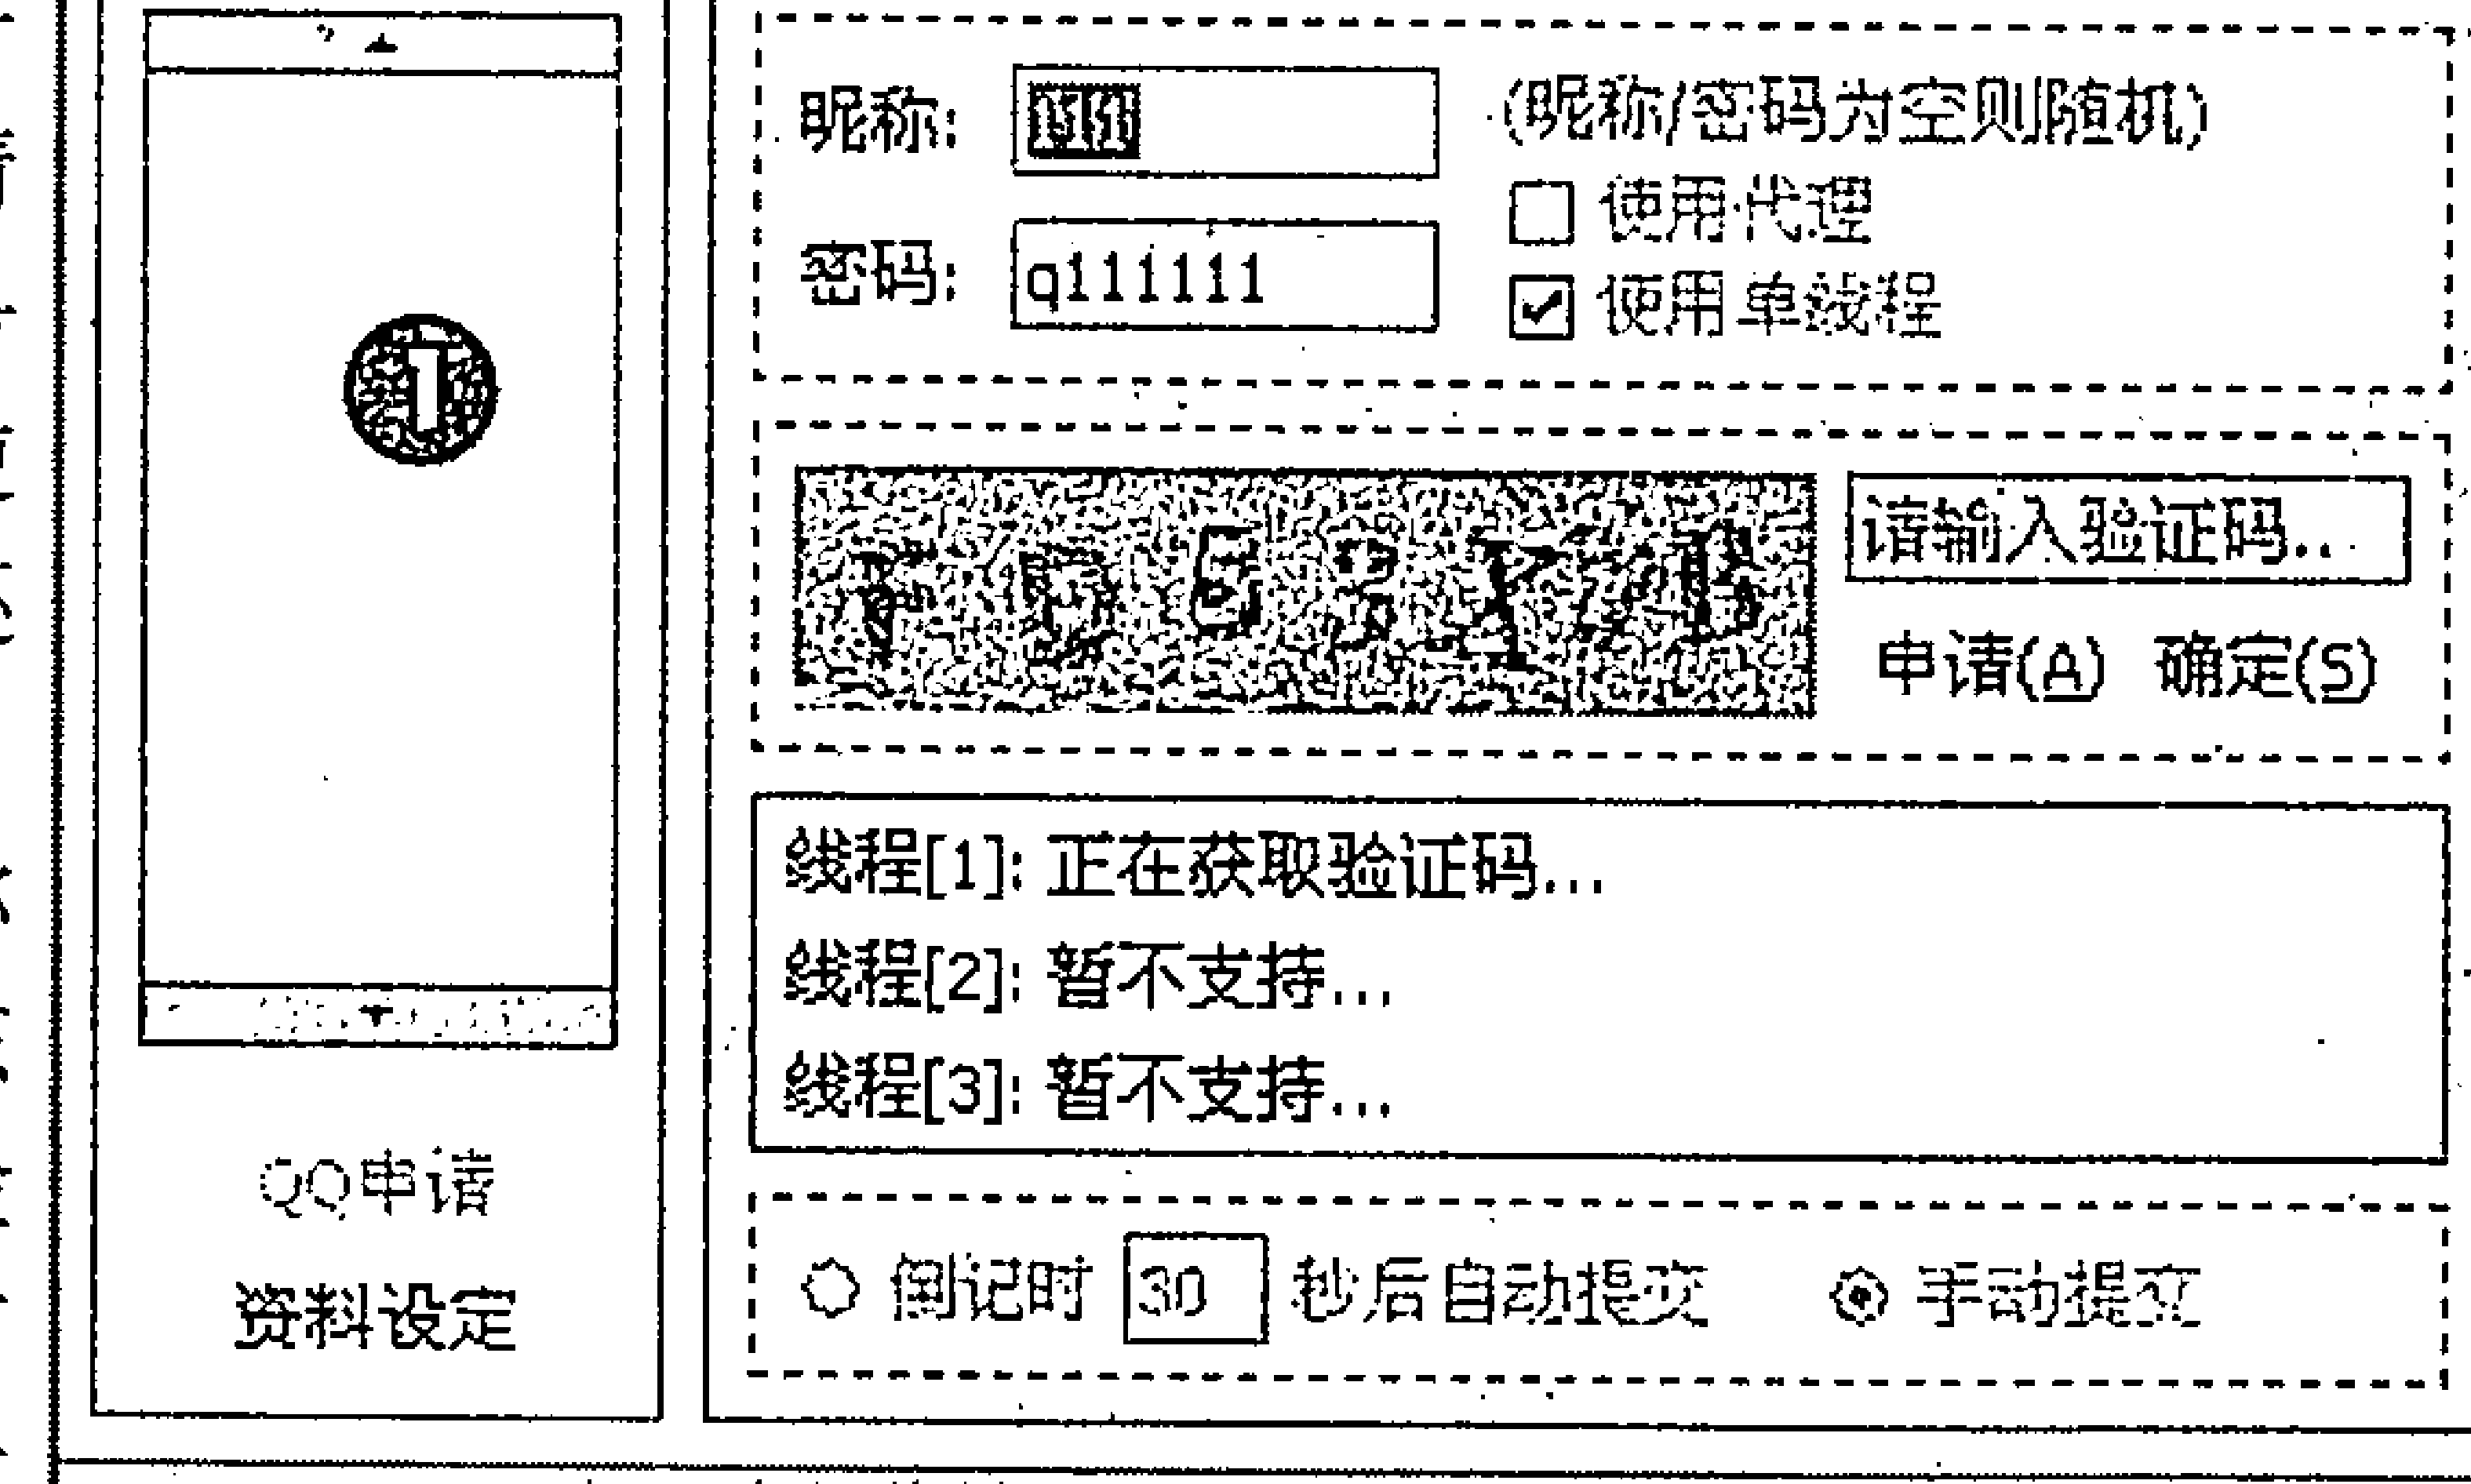 昵称:
(昵称/密码为空则随机)
使用代理
密码: q111111
使用单线程
请输入验证码...
申请(A) 确定(S)
线程[1]: 正在获取验证码...
线程[2]: 暂不支持...
线程[3]: 暂不支持...
倒记时 30 秒后自动提交 手动提交
1
QQ申请
资料设定